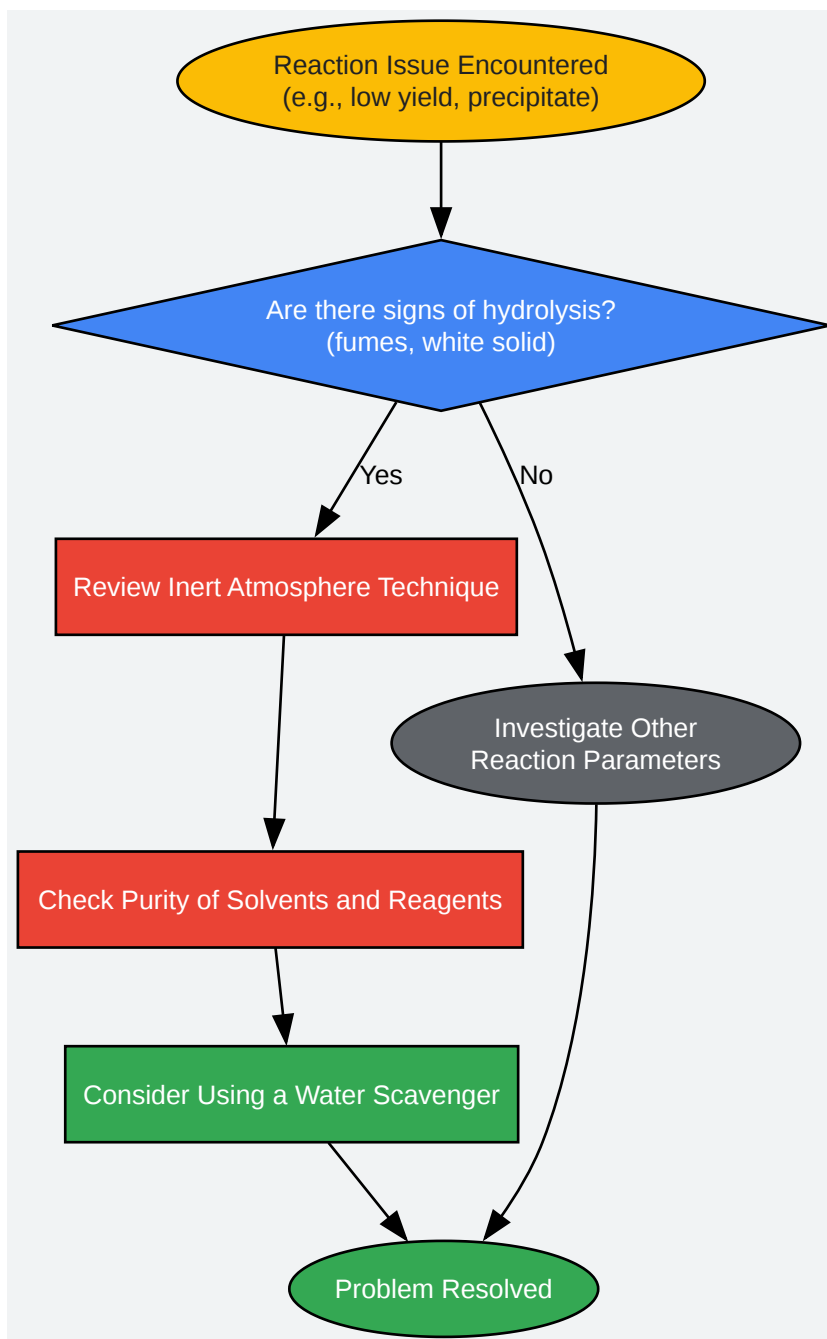 Reaction Issue Encountered
(e.g., low yield, precipitate)
Are there signs of hydrolysis?
(fumes, white solid)
Yes
No
Review Inert Atmosphere Technique
Investigate Other
Reaction Parameters
Check Purity of Solvents and Reagents
Consider Using a Water Scavenger
Problem Resolved